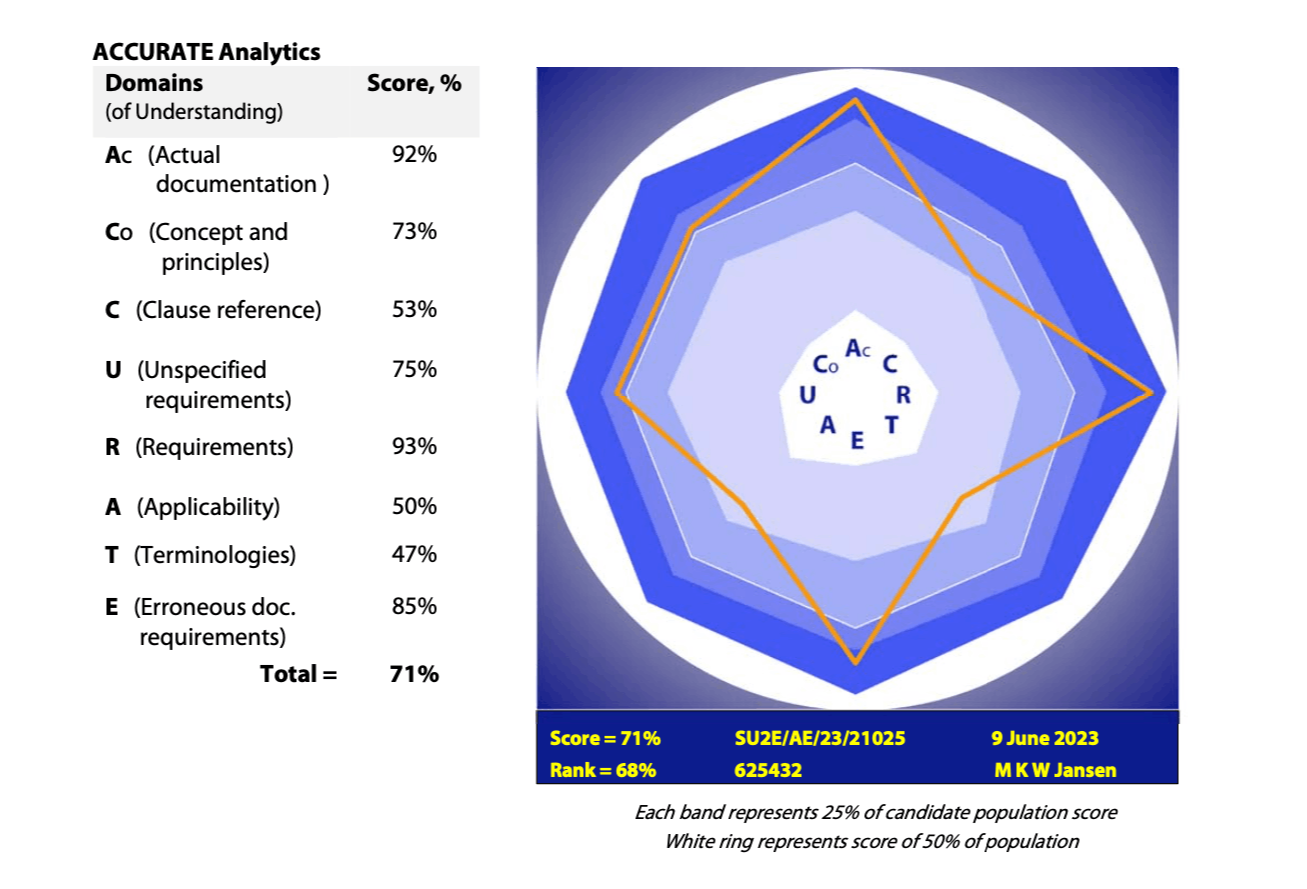 ACCURATE Analytics
Domains Score, %
(of Understanding)
Ac (Actual 92%
documentation )
Co (Concept and 73%
principles)
C (Clause reference) 53%
U (Unspecified 75%
requirements)
R (Requirements) 93%
A (Applicability) 50%
T (Terminologies) 47%
E (Erroneous doc. 85%
requirements)
Total = 71%
Ac
Co C
U R
A T
E
Score = 71% SU2E/AE/23/21025 9 June 2023
Rank = 68% 625432 M K W Jansen
Each band represents 25% of candidate population score
White ring represents score of 50% of population